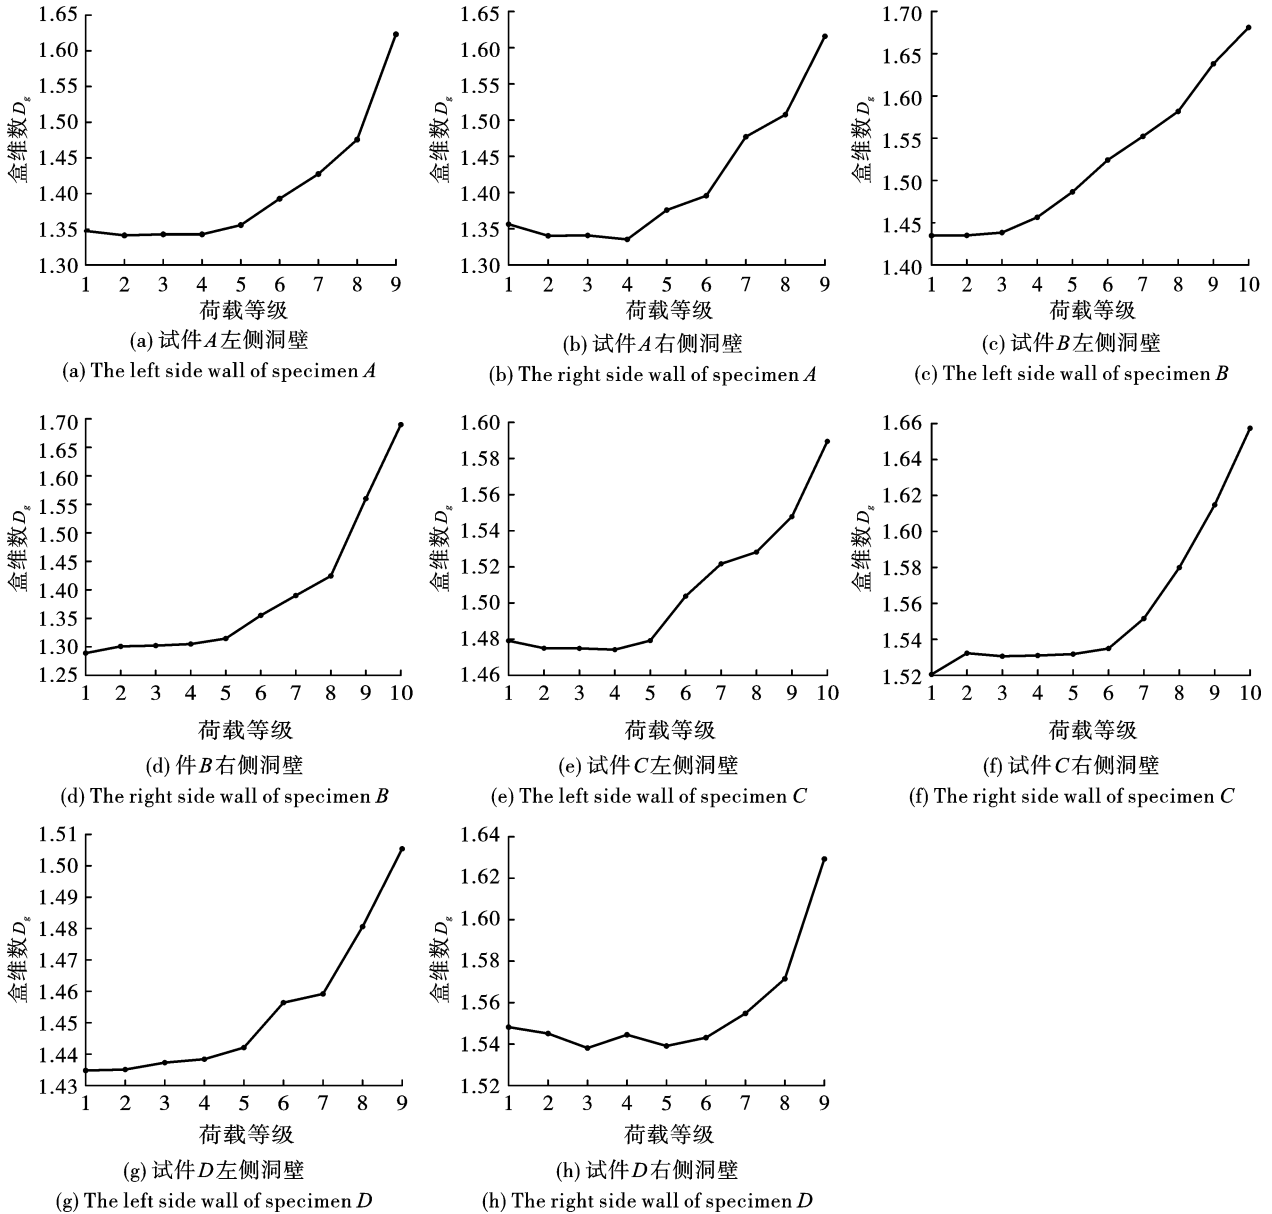 1.65
1.60
1.55
1.50
1.45
1.40
1.35
1.30
盒维数Dg
1 2 3 4 5 6 7 8 9
荷载等级
(a) 试件A左侧洞壁
(a) The left side wall of specimen A
1.65
1.60
1.55
1.50
1.45
1.40
1.35
1.30
盒维数Dg
1 2 3 4 5 6 7 8 9
荷载等级
(b) 试件A右侧洞壁
(b) The right side wall of specimen A
1.70
1.65
1.60
1.55
1.50
1.45
1.40
盒维数Dg
1 2 3 4 5 6 7 8 9 10
荷载等级
(c) 试件B左侧洞壁
(c) The left side wall of specimen B
1.70
1.65
1.60
1.55
1.50
1.45
1.40
1.35
1.30
1.25
盒维数Dg
1 2 3 4 5 6 7 8 9 10
荷载等级
(d) 件B右侧洞壁
(d) The right side wall of specimen B
1.60
1.58
1.56
1.54
1.52
1.50
1.48
1.46
盒维数Dg
1 2 3 4 5 6 7 8 9 10
荷载等级
(e) 试件C左侧洞壁
(e) The left side wall of specimen C
1.66
1.64
1.62
1.60
1.58
1.56
1.54
1.52
盒维数Dg
1 2 3 4 5 6 7 8 9 10
荷载等级
(f) 试件C右侧洞壁
(f) The right side wall of specimen C
1.51
1.50
1.49
1.48
1.47
1.46
1.45
1.44
1.43
盒维数Dg
1 2 3 4 5 6 7 8 9
荷载等级
(g) 试件D左侧洞壁
(g) The left side wall of specimen D
1.64
1.62
1.60
1.58
1.56
1.54
1.52
盒维数Dg
1 2 3 4 5 6 7 8 9
荷载等级
(h) 试件D右侧洞壁
(h) The right side wall of specimen D